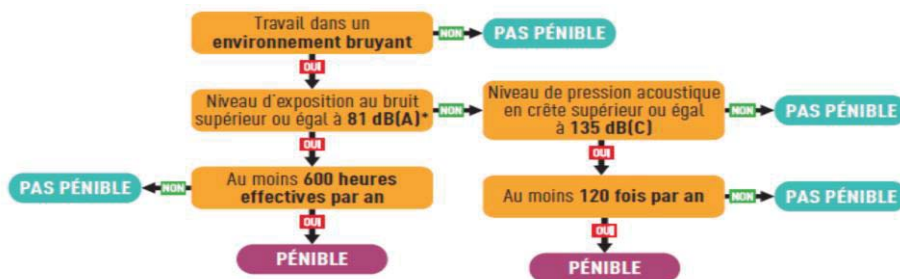 Travail dans un
environnement bruyant
NON
PAS PÉNIBLE
OUI
Niveau d'exposition au bruit
supérieur ou égal à 81 dB(A)*
NON
Niveau de pression acoustique
en crête supérieur ou égal
à 135 dB(C)
NON
PAS PÉNIBLE
OUI
OUI
PAS PÉNIBLE
NON
Au moins 600 heures
effectives par an
Au moins 120 fois par an
NON
PAS PÉNIBLE
OUI
OUI
PÉNIBLE
PÉNIBLE